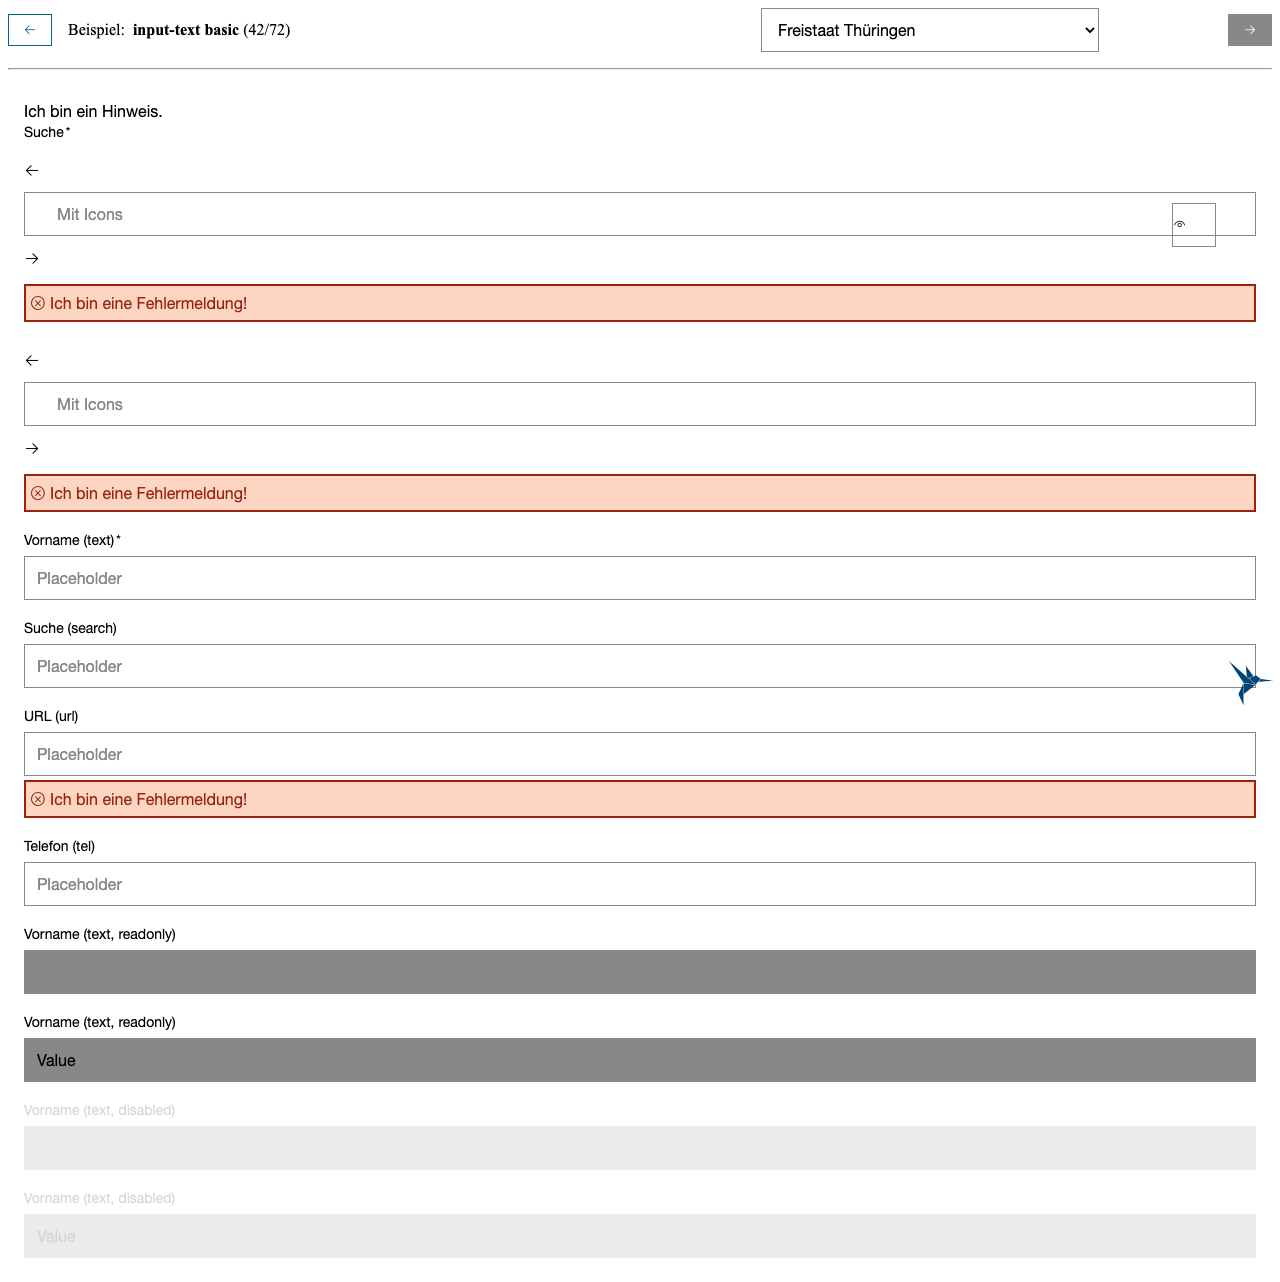 Beispiel: input-text basic (42/72)
Freistaat Thüringen
Ich bin ein Hinweis.
Suche*
Mit Icons
Ich bin eine Fehlermeldung!
Mit Icons
Ich bin eine Fehlermeldung!
Vorname (text)*
Placeholder
Suche (search)
Placeholder
URL (url)
Placeholder
Ich bin eine Fehlermeldung!
Telefon (tel)
Placeholder
Vorname (text, readonly)
Vorname (text, readonly)
Value
Vorname (text, disabled)
Vorname (text, disabled)
Value